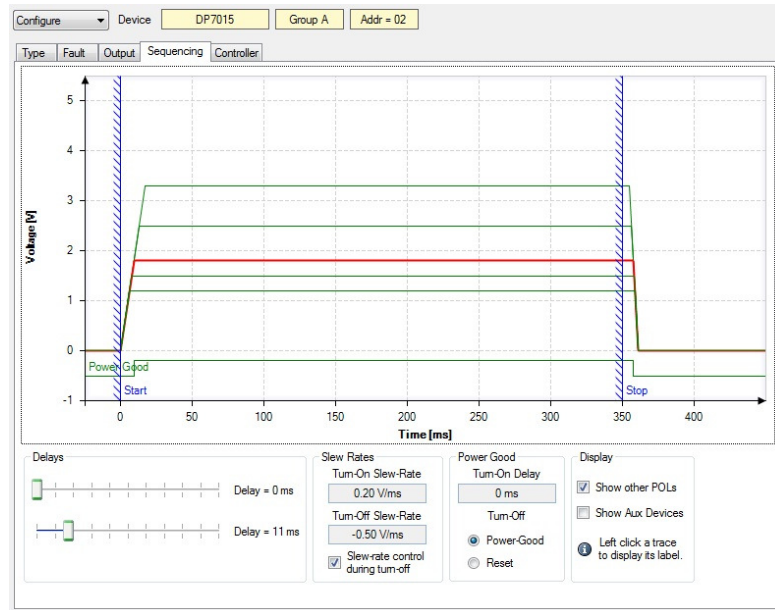 Configure Device DP7015 Group A Addr = 02
Type Fault Output Sequencing Controller
5
4
3
2
1
0
-1
Voltage [V]
Power-Good
Start
Stop
0 50 100 150 200 250 300 350 400
Time [ms]
Delays
Delay = 0 ms
Delay = 11 ms
Slew Rates
Turn-On Slew-Rate
0.20 V/ms
Turn-Off Slew-Rate
-0.50 V/ms
Slew-rate control
during turn-off
Power Good
Turn-On Delay
0 ms
Turn-Off
Power-Good
Reset
Display
Show other POLs
Show Aux Devices
Left click a trace
to display its label.